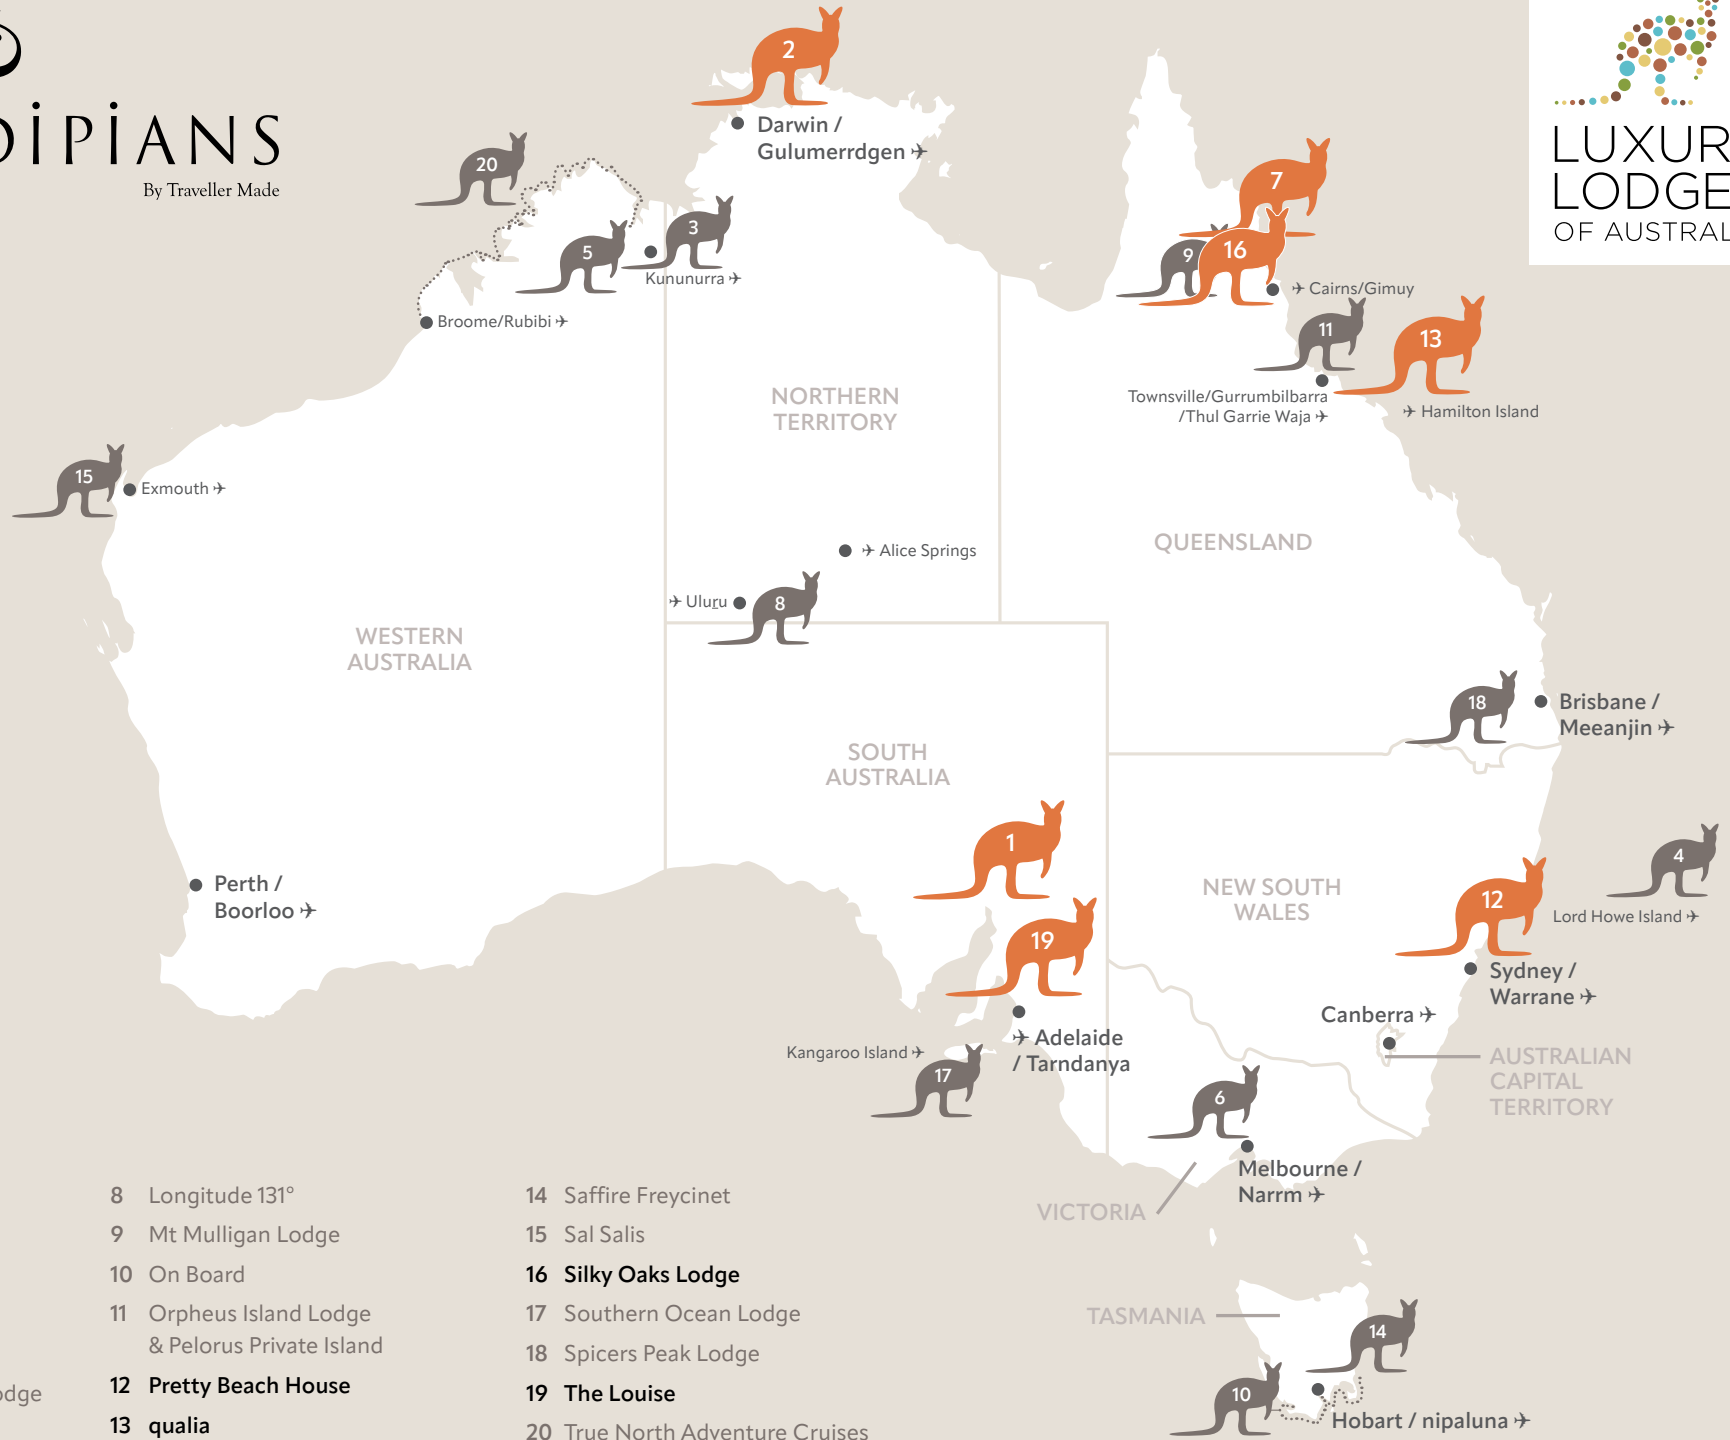 By Traveller Made
OF
2
Darwin /
Gulumerrdgen
20
7
3
5
16
9
Kununurra
Cairns/Gimuy
Broome/Rubibi
11
13
NORTHERN
TERRITORY
Townsville/Gurrumbilbarra
/Thul Garrie Waja
Hamilton Island
15
Exmouth
QUEENSLAND
Alice Springs
Uluṟu
8
WESTERN
AUSTRALIA
18
Brisbane /
Meeanjin
SOUTH
AUSTRALIA
1
4
Perth /
Boorloo
NEW SOUTH
WALES
12
Lord Howe Island
19
Sydney /
Warrane
Canberra
Adelaide
/ Tarndanya
Kangaroo Island
17
AUSTRALIAN
CAPITAL
TERRITORY
6
Melbourne /
Narrm
VICTORIA
TASMANIA
14
10
Hobart / nipaluna
8 Longitude 131°
9 Mt Mulligan Lodge
10 On Board
11 Orpheus Island Lodge
& Pelorus Private Island
12 Pretty Beach House
13 qualia
14 Saffire Freycinet
15 Sal Salis
16 Silky Oaks Lodge
17 Southern Ocean Lodge
18 Spicers Peak Lodge
19 The Louise
20 True North Adventure Cruises